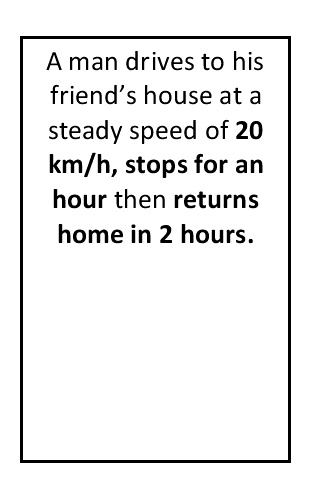 A man drives to his
friend’s house at a
steady speed of 20
km/h, stops for an
hour then returns
home in 2 hours.